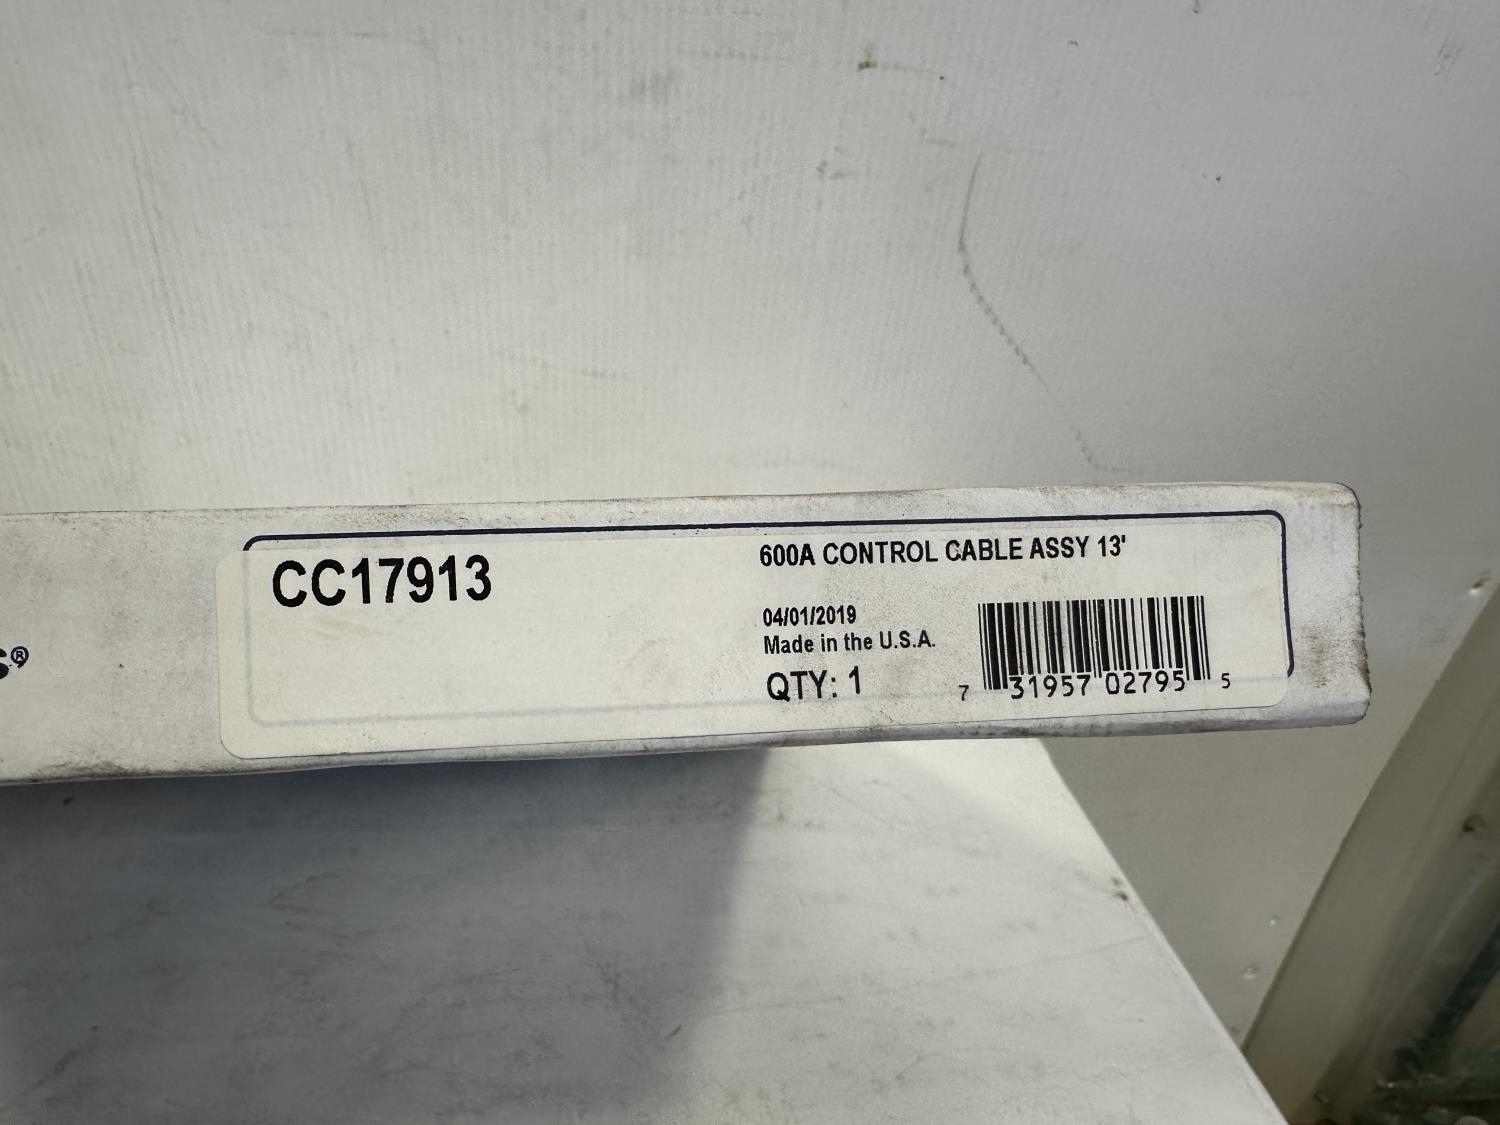 CC17913
600A CONTROL CABLE ASSY 13'
04/01/2019
Made in the U.S.A.
QTY: 1
7 31957 02795 5